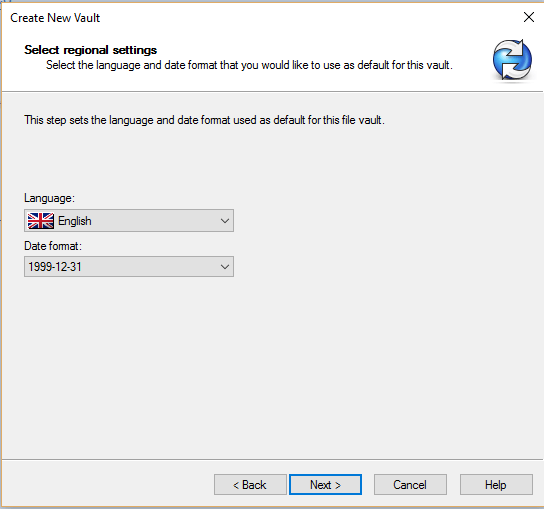 Create New Vault
Select regional settings
Select the language and date format that you would like to use as default for this vault.
This step sets the language and date format used as default for this file vault.
Language:
English
Date format:
1999-12-31
< Back
Next >
Cancel
Help